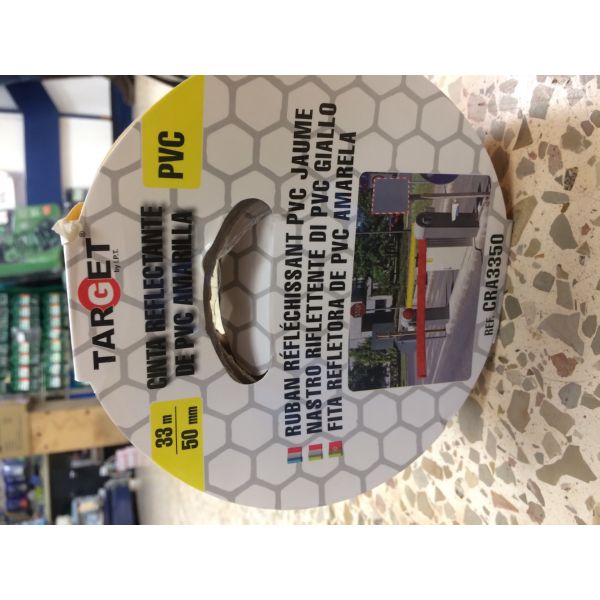 TARGET®
by I.P.T.
CINTA REFLECTANTE
DE PVC AMARILLA
PVC
33 m
50 mm
RUBAN RÉFLÉCHISSANT PVC JAUME
NASTRO RIFLETTENTE DI PVC GIALLO
FITA REFLETORA DE PVC AMARELA
REF. CRA3350